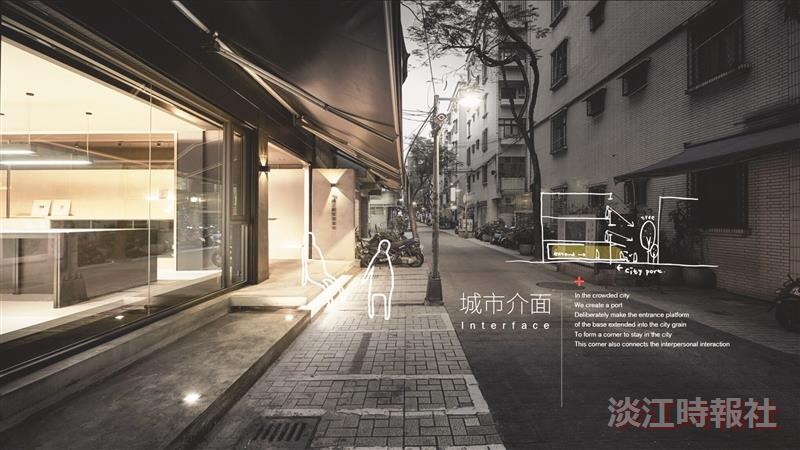 城市介面
Interface
In the crowded city
We create a port
Deliberately make the entrance platform
of the base extended into the city grain
To form a corner to stay in the city
This corner also connects the interpersonal interaction
tree
extend
city pore
淡江時報社